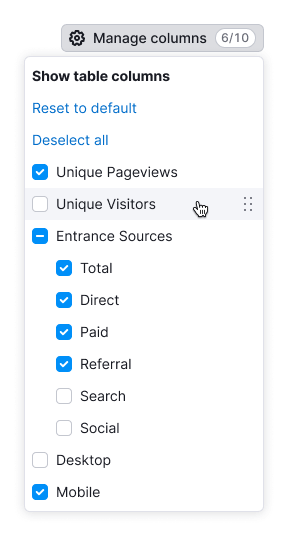 Manage columns 6/10
Show table columns
Reset to default
Deselect all
Unique Pageviews
Unique Visitors
Entrance Sources
Total
Direct
Paid
Referral
Search
Social
Desktop
Mobile